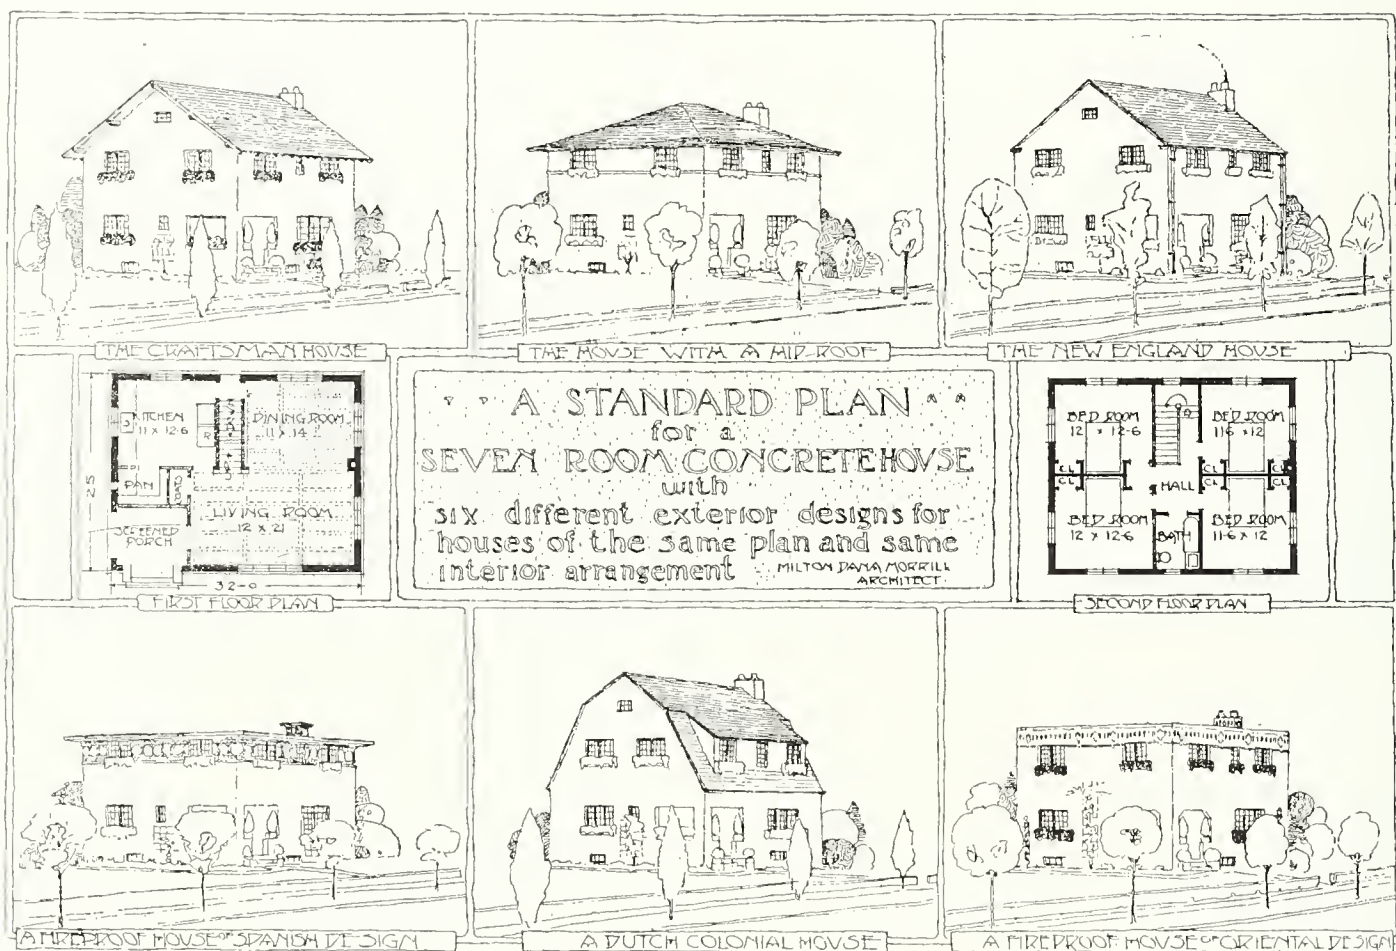 THE CRAFTSMAN HOUSE
THE HOUSE WITH A HIP-ROOF
THE NEW ENGLAND HOUSE
KITCHEN
11 x 12-6
R
DINING ROOM
11 x 14
PAN
COATS
LIVING ROOM
12 x 21
SCREENED
PORCH
25
32-0
FIRST FLOOR PLAN
A STANDARD PLAN
for a
SEVEN ROOM CONCRETE HOUSE
with
six different exterior designs for
houses of the same plan and same
interior arrangement
MILTON DANA MORRILL
ARCHITECT
BED ROOM
12 x 12-6
BED ROOM
11-6 x 12
CL
CL
HALL
CL
CL
CL
CL
BED ROOM
12 x 12-6
BATH
BED ROOM
11-6 x 12
SECOND FLOOR PLAN
A FIREPROOF HOUSE OF SPANISH DESIGN
A DUTCH COLONIAL HOUSE
A FIREPROOF HOUSE OF ORIENTAL DESIGN